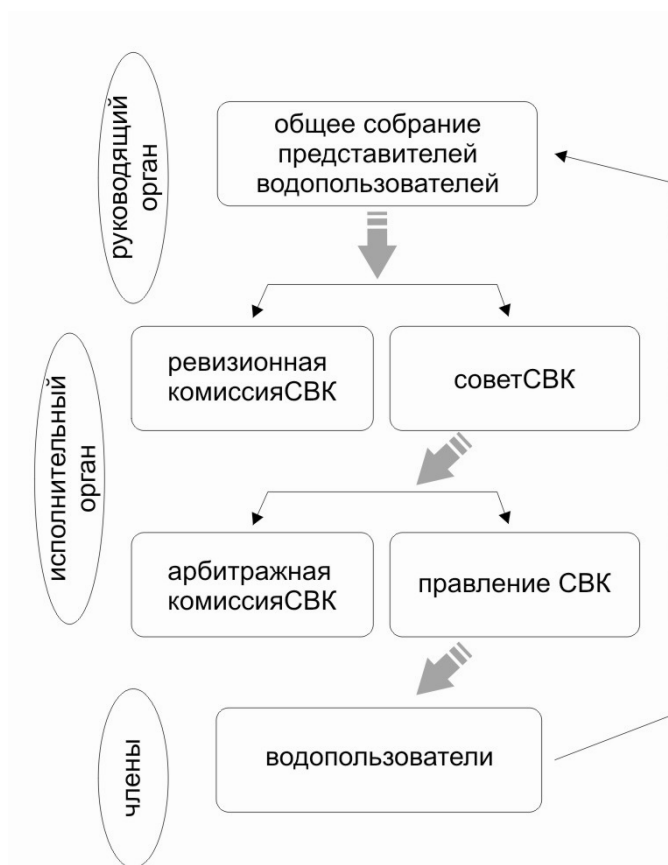 руководящий
орган
общее собрание
представителей
водопользователей
исполнительный
орган
ревизионная
комиссияСВК
советСВК
арбитражная
комиссияСВК
правление СВК
члены
водопользователи